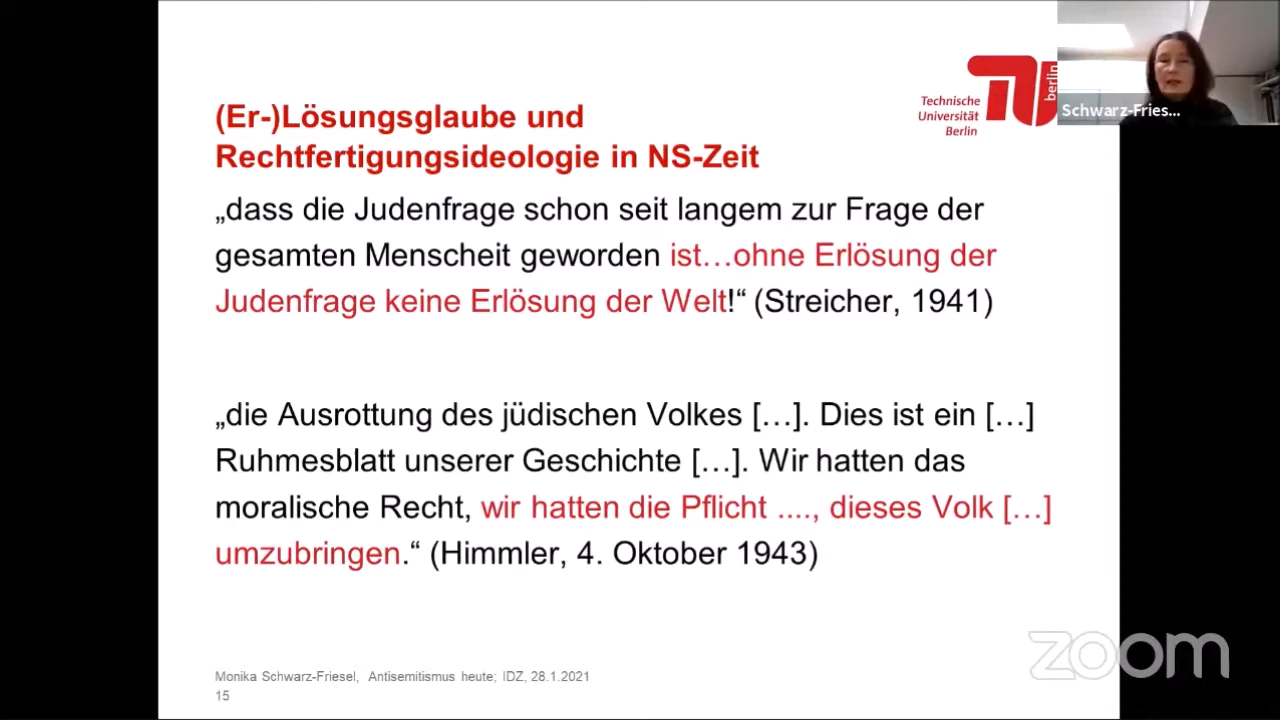 (Er-)Lösungsglaube und
Rechtfertigungsideologie in NS-Zeit
Technische
Universität
Berlin
berlin
Schwarz-Fries...
„dass die Judenfrage schon seit langem zur Frage der
gesamten Menscheit geworden ist…ohne Erlösung der
Judenfrage keine Erlösung der Welt!“ (Streicher, 1941)
„die Ausrottung des jüdischen Volkes […]. Dies ist ein […]
Ruhmesblatt unserer Geschichte […]. Wir hatten das
moralische Recht, wir hatten die Pflicht ...., dieses Volk […]
umzubringen.“ (Himmler, 4. Oktober 1943)
Monika Schwarz-Friesel, Antisemitismus heute; IDZ, 28.1.2021
15
zoom